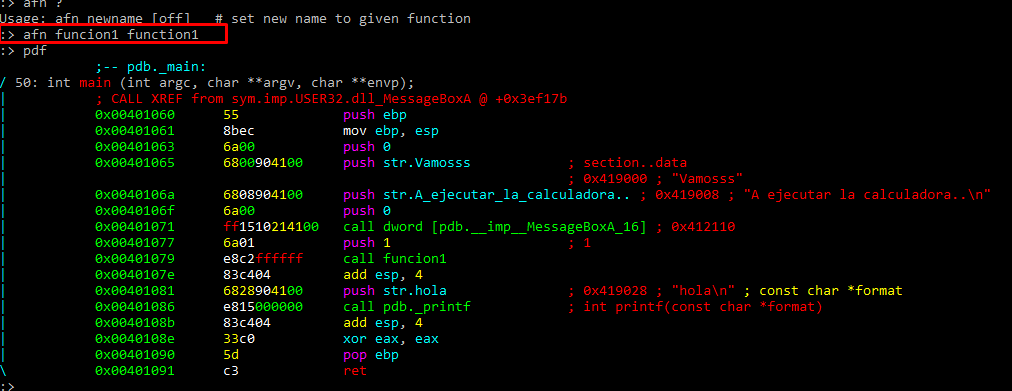 :> afn ?
Usage: afn newname [off]   # set new name to given function
:> afn funcion1 function1
:> pdf
            ;-- pdb._main:
/ 50: int main (int argc, char **argv, char **envp);
|           ; CALL XREF from sym.imp.USER32.dll_MessageBoxA @ +0x3ef17b
|           0x00401060      55             push ebp
|           0x00401061      8bec           mov ebp, esp
|           0x00401063      6a00           push 0
|           0x00401065      6800904100     push str.Vamosss            ; section..data
|                                                                      ; 0x419000 ; "Vamosss"
|           0x0040106a      6808904100     push str.A_ejecutar_la_calculadora.. ; 0x419008 ; "A ejecutar la calculadora..\n"
|           0x0040106f      6a00           push 0
|           0x00401071      ff1510214100   call dword [pdb.__imp__MessageBoxA_16] ; 0x412110
|           0x00401077      6a01           push 1                      ; 1
|           0x00401079      e8c2ffffff     call funcion1
|           0x0040107e      83c404         add esp, 4
|           0x00401081      6828904100     push str.hola               ; 0x419028 ; "hola\n" ; const char *format
|           0x00401086      e815000000     call pdb._printf            ; int printf(const char *format)
|           0x0040108b      83c404         add esp, 4
|           0x0040108e      33c0           xor eax, eax
|           0x00401090      5d             pop ebp
\           0x00401091      c3             ret
:>